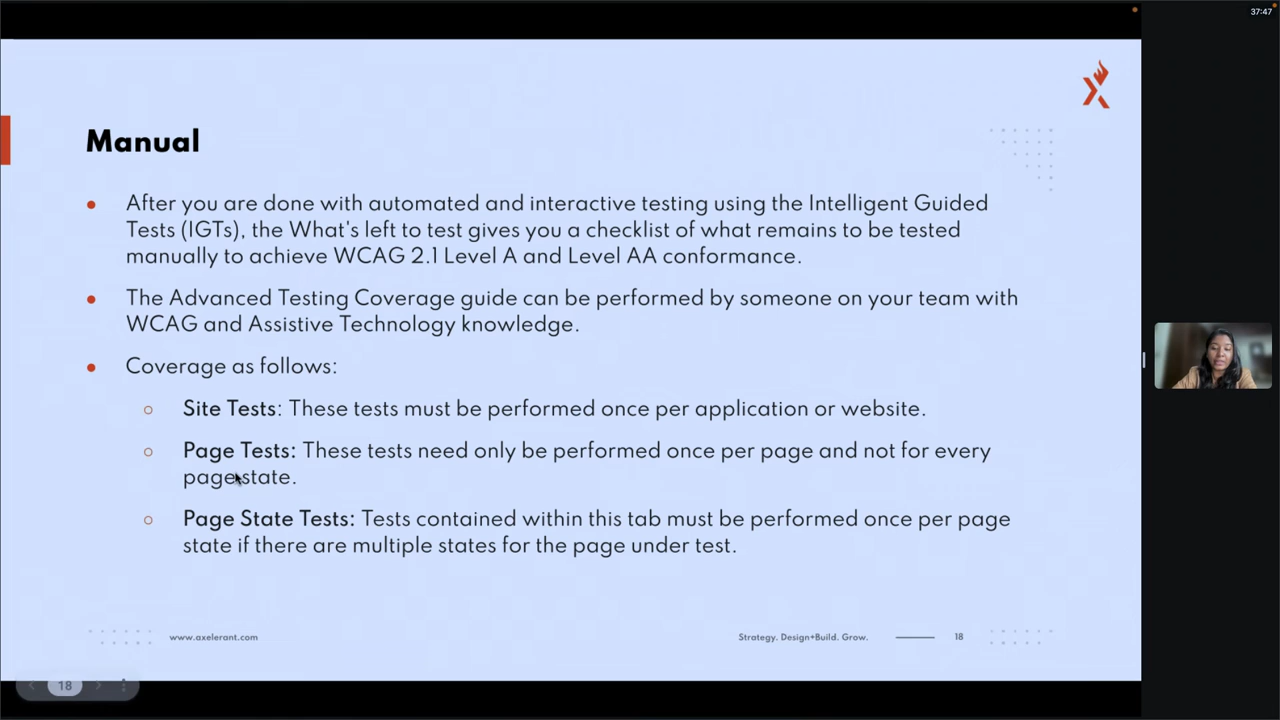 37:47
Manual
After you are done with automated and interactive testing using the Intelligent Guided
Tests (IGTs), the What's left to test gives you a checklist of what remains to be tested
manually to achieve WCAG 2.1 Level A and Level AA conformance.
The Advanced Testing Coverage guide can be performed by someone on your team with
WCAG and Assistive Technology knowledge.
Coverage as follows:
Site Tests: These tests must be performed once per application or website.
Page Tests: These tests need only be performed once per page and not for every
page state.
Page State Tests: Tests contained within this tab must be performed once per page
state if there are multiple states for the page under test.
www.axelerant.com
Strategy. Design+Build. Grow.
18
18